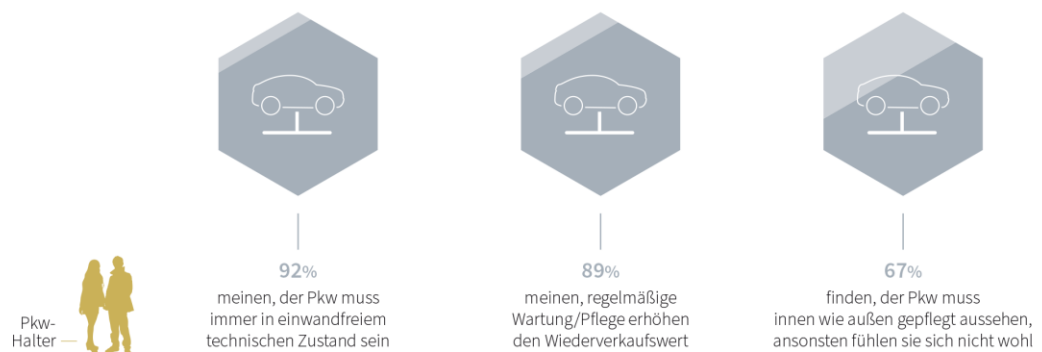 92%
meinen, der Pkw muss
immer in einwandfreiem
technischen Zustand sein
89%
meinen, regelmäßige
Wartung/Pflege erhöhen
den Wiederverkaufswert
67%
finden, der Pkw muss
innen wie außen gepflegt aussehen,
ansonsten fühlen sie sich nicht wohl
Pkw-
Halter